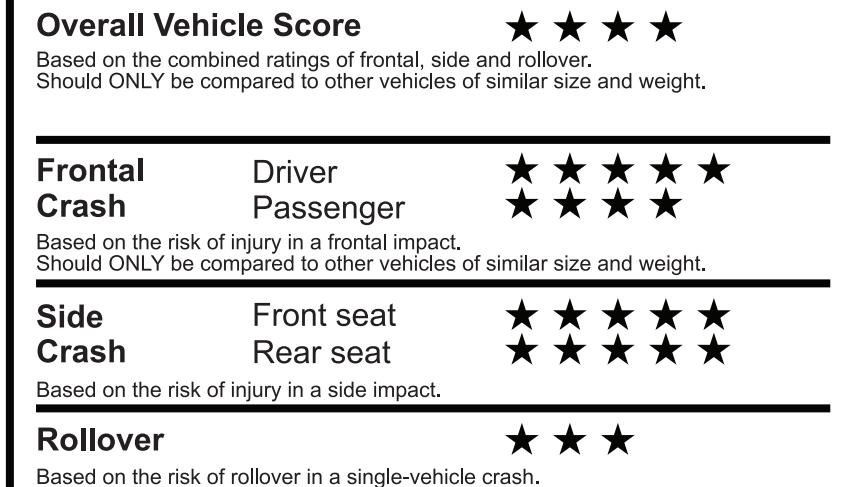 Overall Vehicle Score ★ ★ ★ ★
Based on the combined ratings of frontal, side and rollover.
Should ONLY be compared to other vehicles of similar size and weight.
Frontal Driver ★ ★ ★ ★ ★
Crash Passenger ★ ★ ★ ★
Based on the risk of injury in a frontal impact.
Should ONLY be compared to other vehicles of similar size and weight.
Side Front seat ★ ★ ★ ★ ★
Crash Rear seat ★ ★ ★ ★ ★
Based on the risk of injury in a side impact.
Rollover ★ ★ ★
Based on the risk of rollover in a single-vehicle crash.